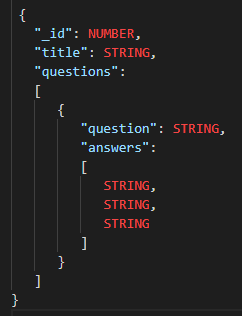 {
"_id": NUMBER,
"title": STRING,
"questions":
[
{
"question": STRING,
"answers":
[
STRING,
STRING,
STRING
]
}
]
}